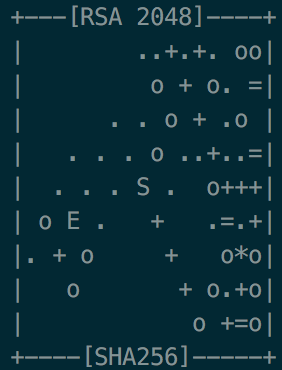 +---[RSA 2048]----+
|        ..+.+. oo|
|         o + o. =|
|      . . o + .o |
|   . . . o ..+..=|
|  . . . S .  o+++|
| o E .   +   .=.+|
|. + o     +   o*o|
|   o       + o.+o|
|            o +=o|
+----[SHA256]-----+